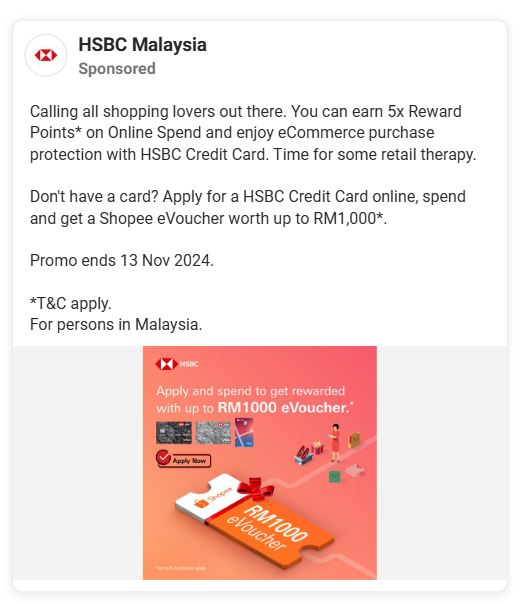 HSBC Malaysia
Sponsored
Calling all shopping lovers out there. You can earn 5x Reward
Points* on Online Spend and enjoy eCommerce purchase
protection with HSBC Credit Card. Time for some retail therapy.
Don't have a card? Apply for a HSBC Credit Card online, spend
and get a Shopee eVoucher worth up to RM1,000*.
Promo ends 13 Nov 2024.
*T&C apply.
For persons in Malaysia.
HSBC
Apply and spend to get rewarded
with up to RM1000 eVoucher.*
VISA
VISA
Apply Now
Shopee
RM1000
eVoucher
*Terms & conditions apply.